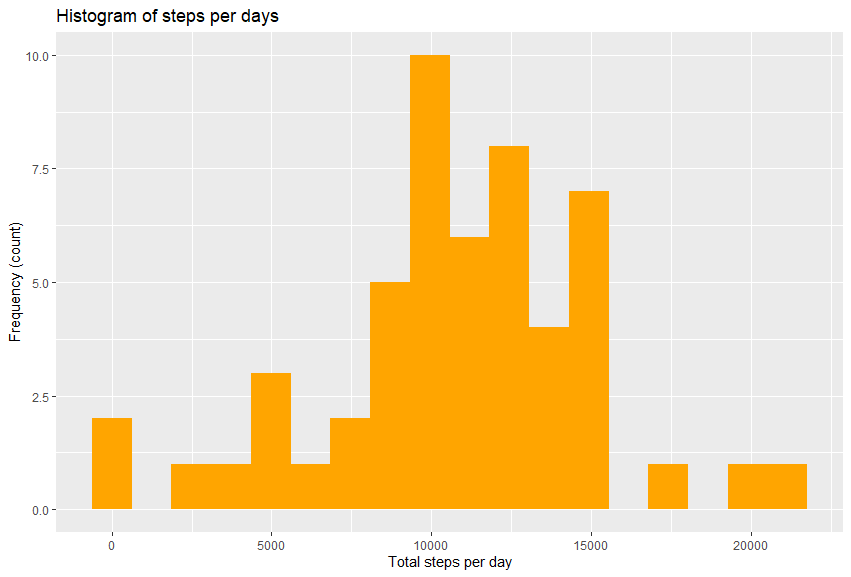 Histogram of steps per days
10.0
7.5
5.0
2.5
0.0
Frequency (count)
0 5000 10000 15000 20000
Total steps per day